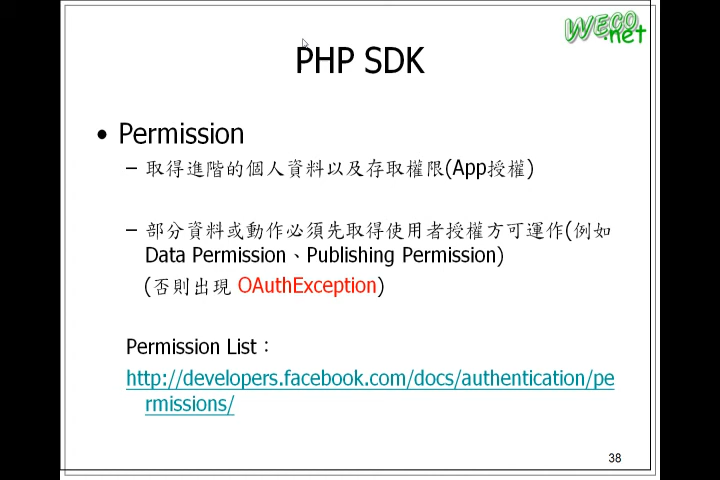 WECO.net
PHP SDK
• Permission
– 取得進階的個人資料以及存取權限(App授權)
– 部分資料或動作必須先取得使用者授權方可運作(例如
Data Permission、Publishing Permission)
(否則出現 OAuthException)
Permission List：
http://developers.facebook.com/docs/authentication/pe
rmissions/
38